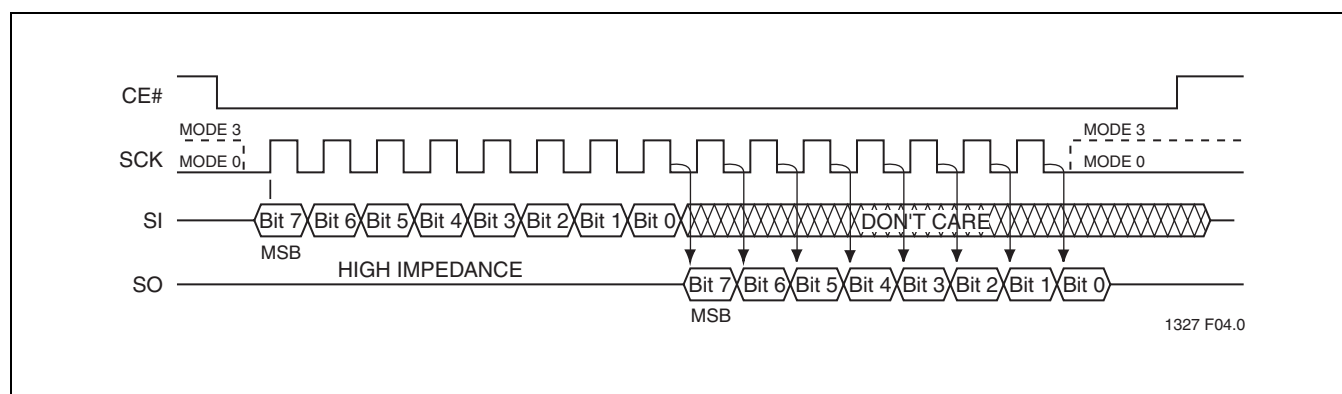 CE#
MODE 3 MODE 3
SCK MODE 0 MODE 0
SI Bit 7 Bit 6 Bit 5 Bit 4 Bit 3 Bit 2 Bit 1 Bit 0 DON'T CARE
MSB
HIGH IMPEDANCE
SO Bit 7 Bit 6 Bit 5 Bit 4 Bit 3 Bit 2 Bit 1 Bit 0
MSB
1327 F04.0